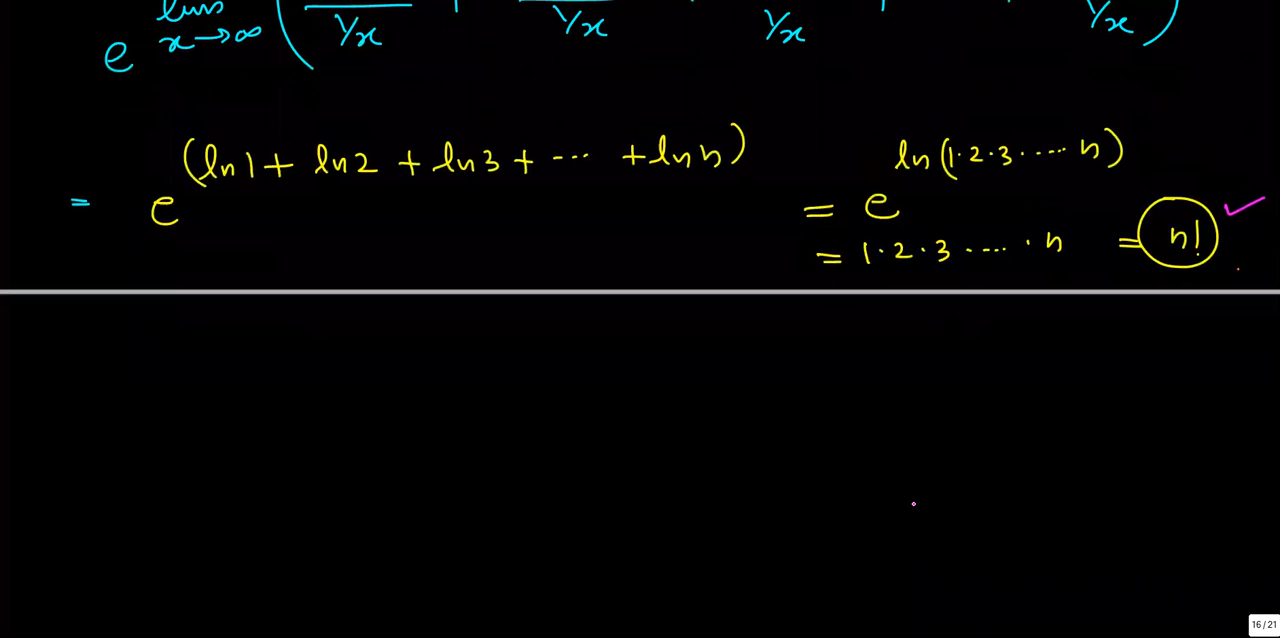 e lim x→∞ ( 1/x + 1/x 1/x 1/x )
= e (ln1 + ln2 + ln3 + ... + ln n) = e ln(1·2·3·....· n)
= 1·2·3·....· n = n! ✓
16 / 21